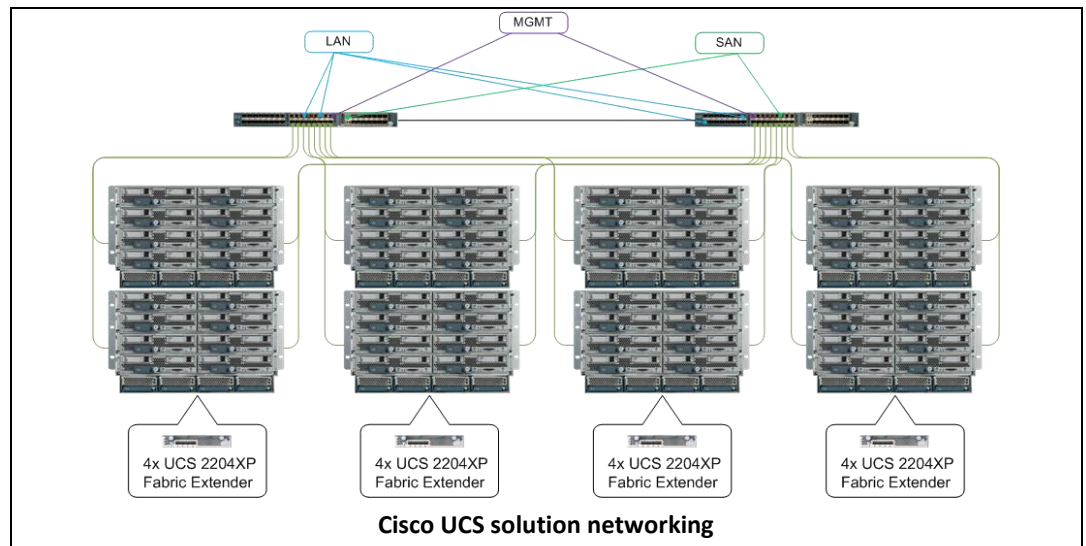 MGMT
LAN
SAN
4x UCS 2204XP
Fabric Extender
4x UCS 2204XP
Fabric Extender
4x UCS 2204XP
Fabric Extender
4x UCS 2204XP
Fabric Extender
Cisco UCS solution networking